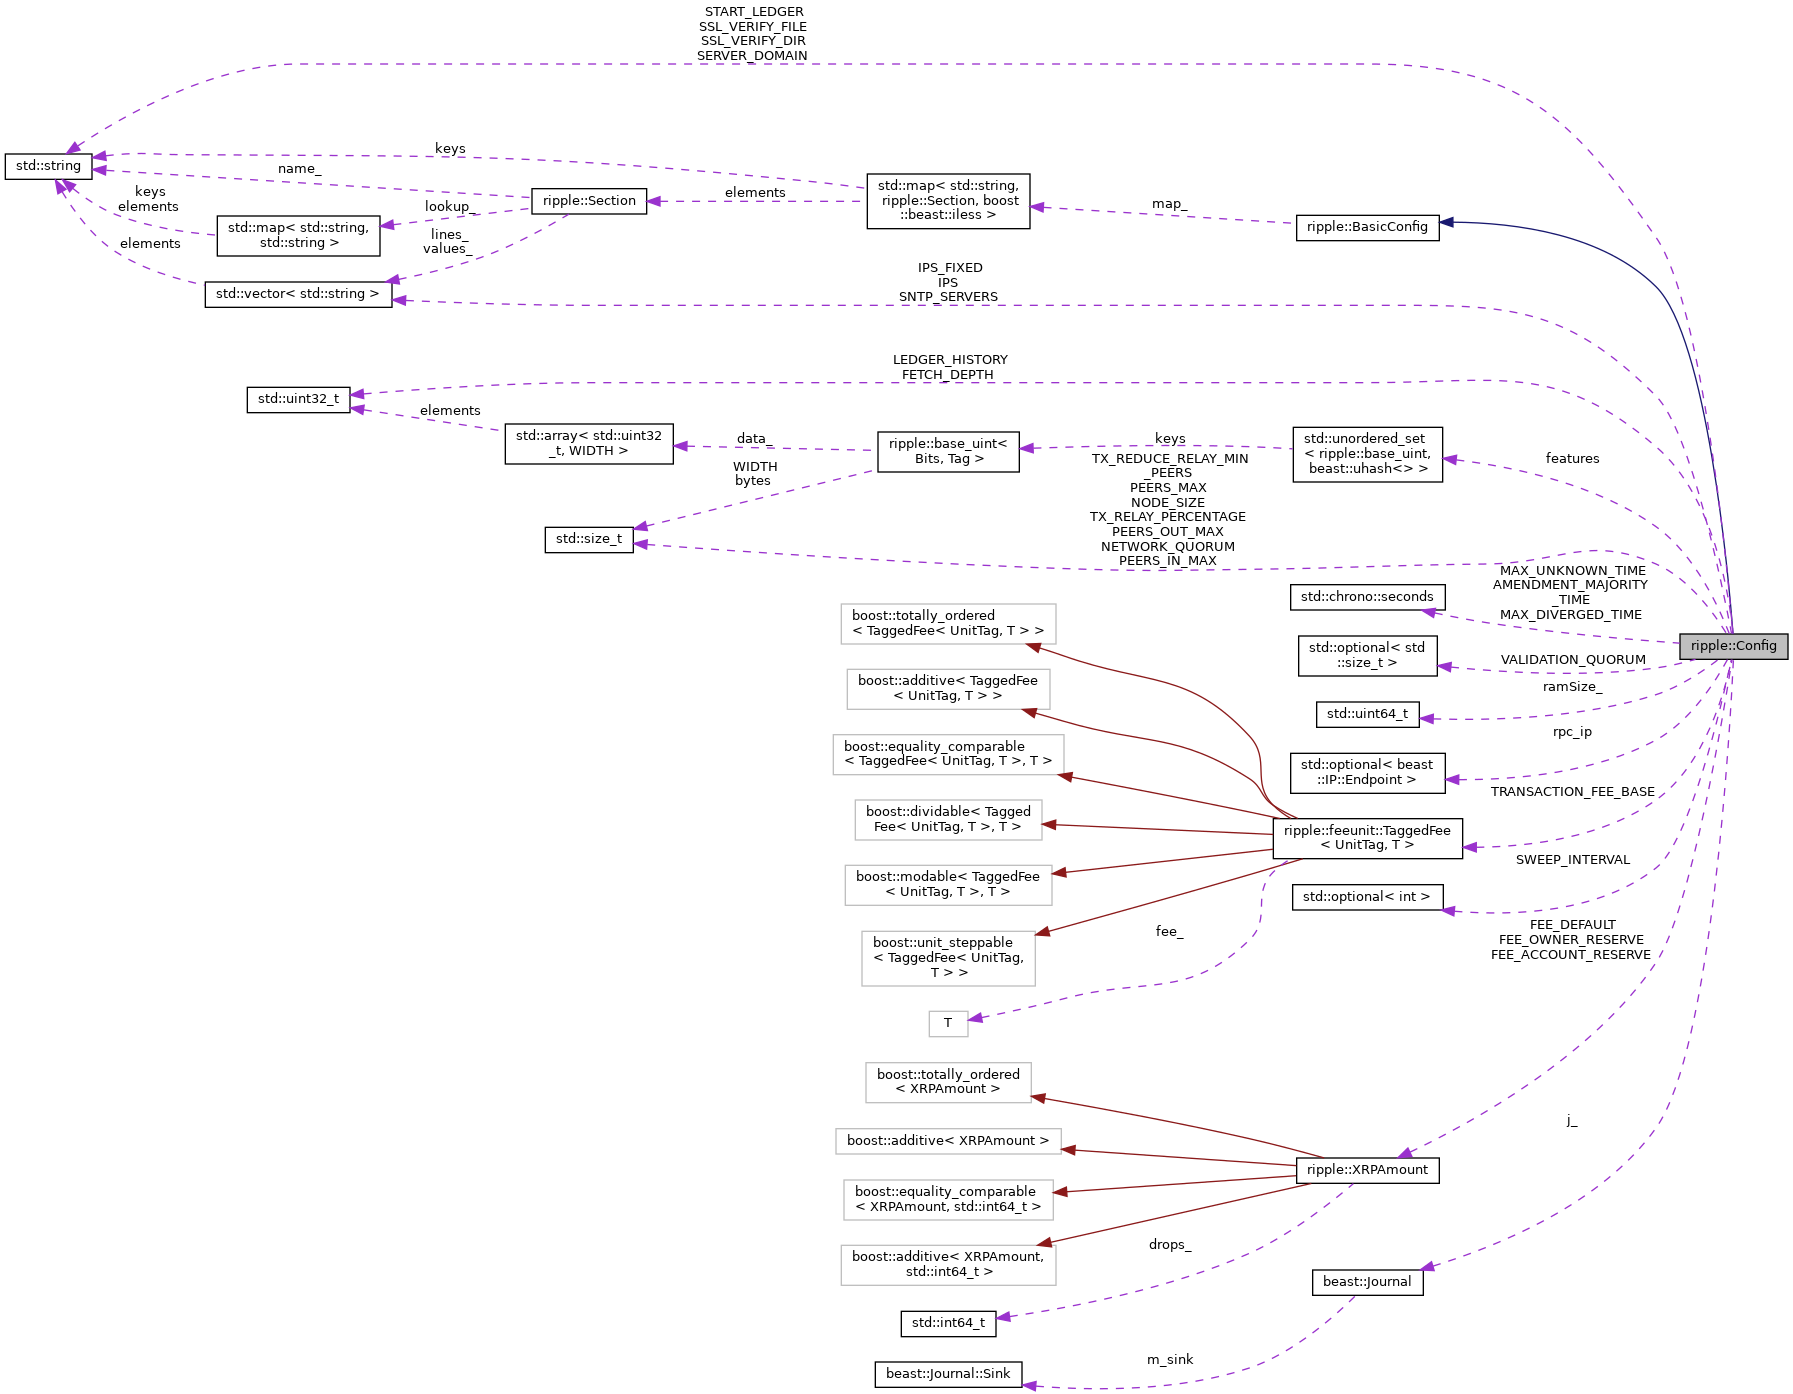 START_LEDGER
SSL_VERIFY_FILE
SSL_VERIFY_DIR
SERVER_DOMAIN
keys
std::string
name_
keys
elements
lookup_
ripple::Section
elements
std::map< std::string,
ripple::Section, boost
::beast::iless >
map_
ripple::BasicConfig
std::map< std::string,
std::string >
lines_
values_
elements
std::vector< std::string >
IPS_FIXED
IPS
SNTP_SERVERS
LEDGER_HISTORY
FETCH_DEPTH
std::uint32_t
elements
std::array< std::uint32
_t, WIDTH >
data_
WIDTH
bytes
ripple::base_uint<
Bits, Tag >
keys
std::unordered_set
< ripple::base_uint,
beast::uhash<> >
features
std::size_t
TX_REDUCE_RELAY_MIN
_PEERS
PEERS_MAX
NODE_SIZE
TX_RELAY_PERCENTAGE
PEERS_OUT_MAX
NETWORK_QUORUM
PEERS_IN_MAX
std::chrono::seconds
MAX_UNKNOWN_TIME
AMENDMENT_MAJORITY
_TIME
MAX_DIVERGED_TIME
boost::totally_ordered
< TaggedFee< UnitTag, T > >
std::optional< std
::size_t >
VALIDATION_QUORUM
ripple::Config
boost::additive< TaggedFee
< UnitTag, T > >
ramSize_
std::uint64_t
rpc_ip
boost::equality_comparable
< TaggedFee< UnitTag, T >, T >
std::optional< beast
::IP::Endpoint >
TRANSACTION_FEE_BASE
boost::dividable< Tagged
Fee< UnitTag, T >, T >
ripple::feeunit::TaggedFee
< UnitTag, T >
SWEEP_INTERVAL
boost::modable< TaggedFee
< UnitTag, T >, T >
std::optional< int >
fee_
FEE_DEFAULT
FEE_OWNER_RESERVE
FEE_ACCOUNT_RESERVE
boost::unit_steppable
< TaggedFee< UnitTag,
T > >
T
boost::totally_ordered
< XRPAmount >
j_
boost::additive< XRPAmount >
ripple::XRPAmount
boost::equality_comparable
< XRPAmount, std::int64_t >
drops_
boost::additive< XRPAmount,
std::int64_t >
beast::Journal
std::int64_t
m_sink
beast::Journal::Sink